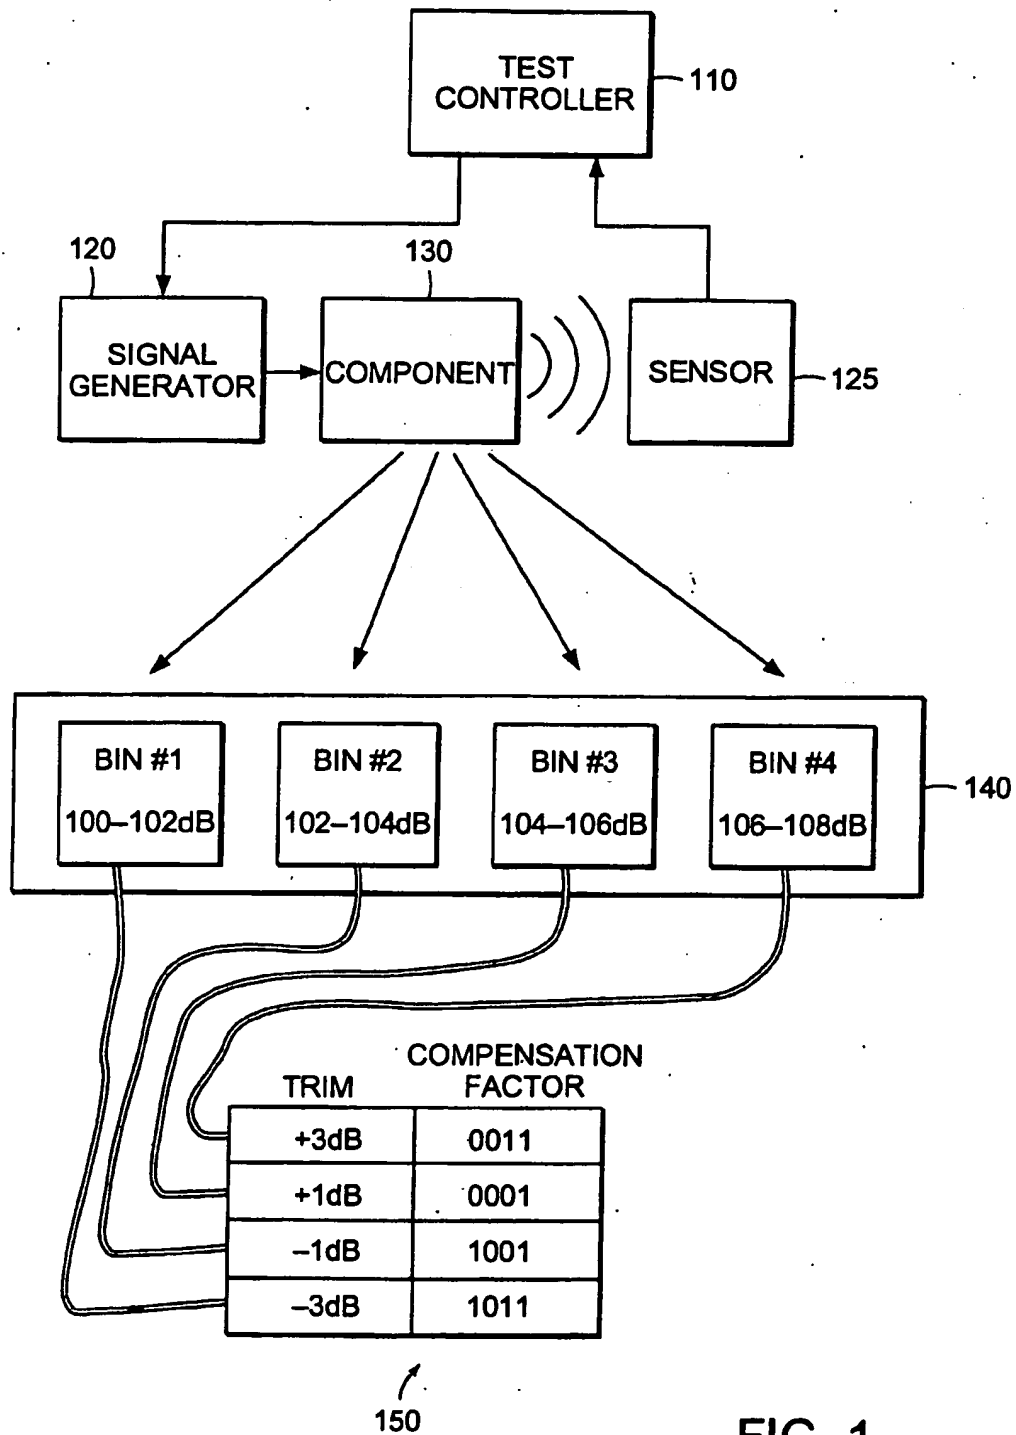 TEST
CONTROLLER
110
120
130
SIGNAL
GENERATOR
COMPONENT
SENSOR
125
BIN #1
100–102dB
BIN #2
102–104dB
BIN #3
104–106dB
BIN #4
106–108dB
140
TRIM
COMPENSATION
FACTOR
+3dB 0011
+1dB 0001
–1dB 1001
–3dB 1011
150
FIG. 1